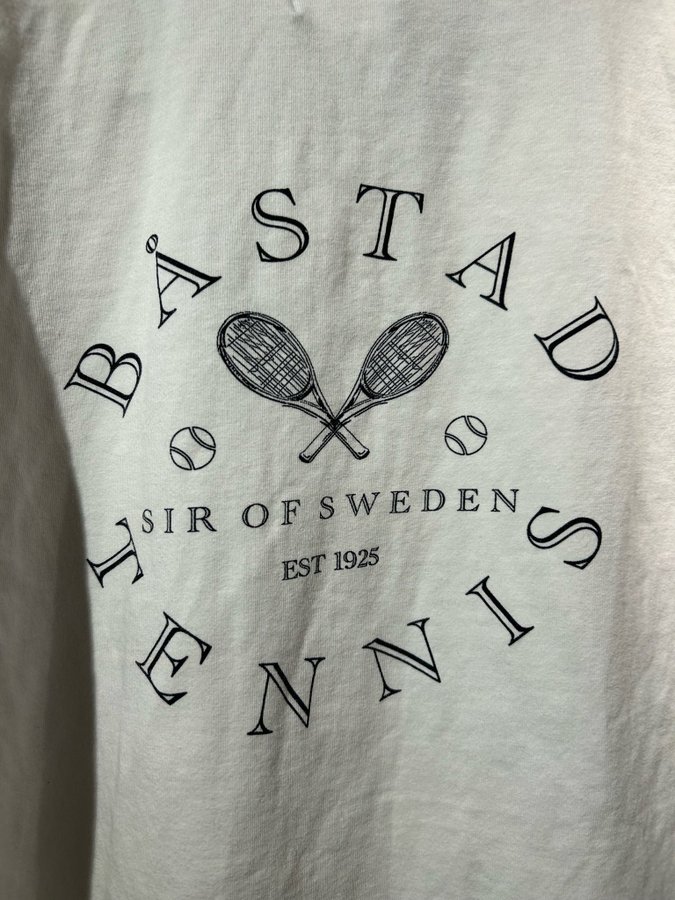 BÅSTAD
SIR OF SWEDEN
EST 1925
TENNIS